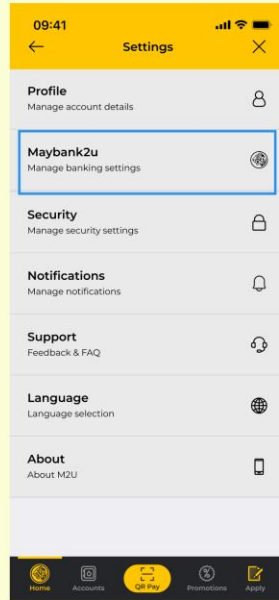 09:41
Settings
Profile
Manage account details
Maybank2u
Manage banking settings
Security
Manage security settings
Notifications
Manage notifications
Support
Feedback & FAQ
Language
Language selection
About
About M2U
Home Accounts QR Pay Promotions Apply